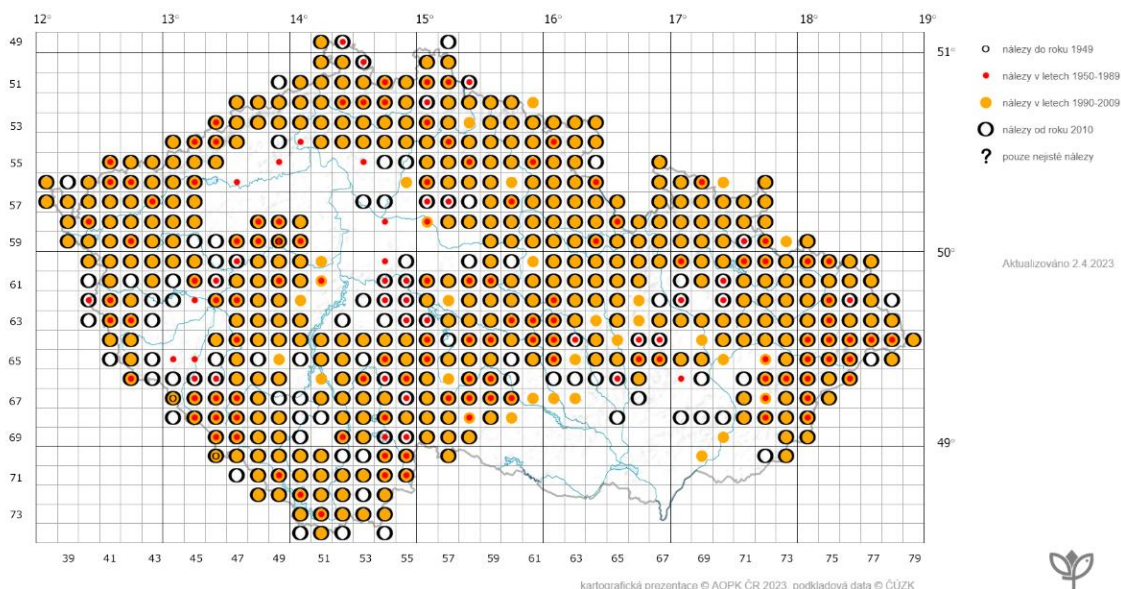 12° 13° 14° 15° 16° 17° 18° 19°
49
51°
nálezy do roku 1949
51
nálezy v letech 1950-1989
53
nálezy v letech 1990-2009
nálezy od roku 2010
55
? pouze nejisté nálezy
57
59
50°
Aktualizováno 2.4.2023
61
63
65
67
69
49°
71
73
39 41 43 45 47 49 51 53 55 57 59 61 63 65 67 69 71 73 75 77 79
kartografická prezentace © AOPK ČR 2023, podkladová data © ČÚZK